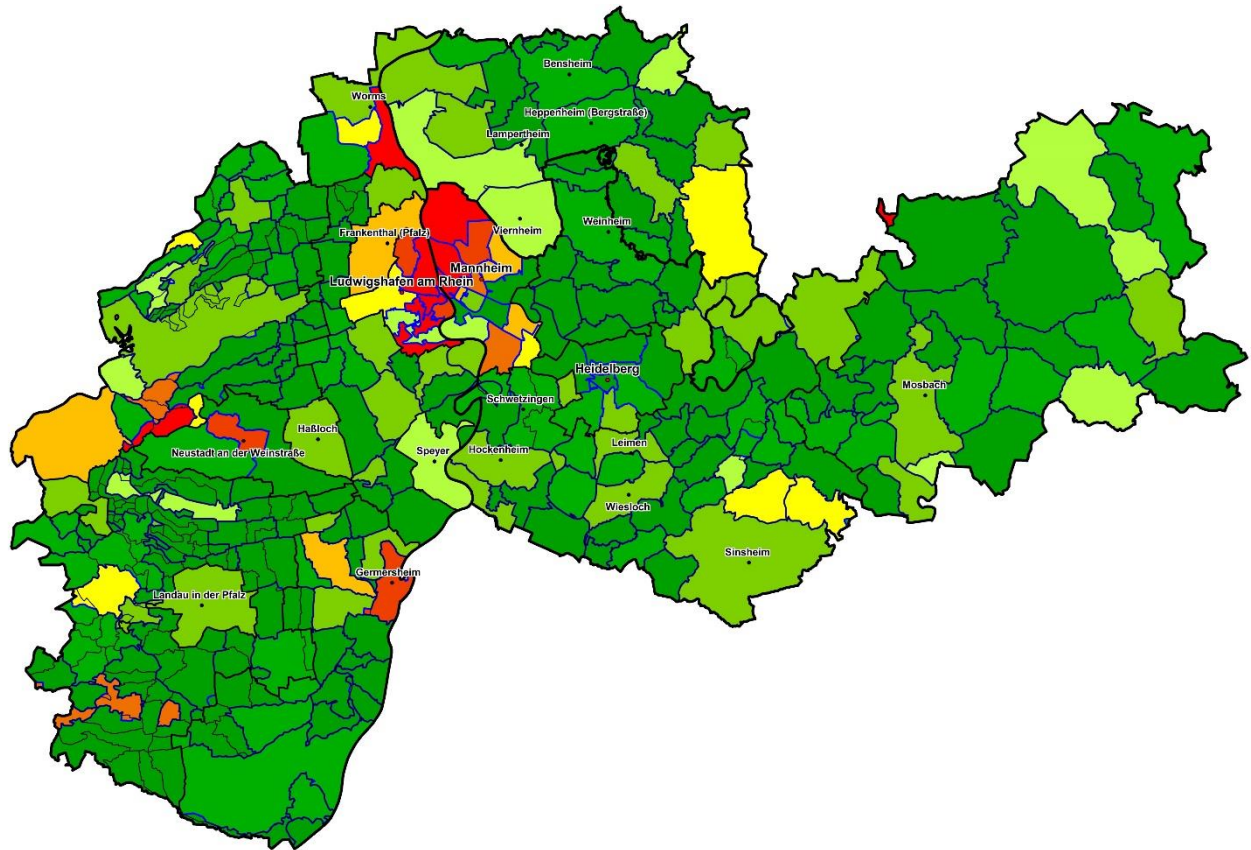 Bensheim
Worms
Heppenheim (Bergstraße)
Lampertheim
Weinheim
Viernheim
Frankenthal (Pfalz)
Mannheim
Ludwigshafen am Rhein
Heidelberg
Mosbach
Schwetzingen
Haßloch
Leimen
Neustadt an der Weinstraße
Speyer
Hockenheim
Wiesloch
Sinsheim
Germersheim
Landau in der Pfalz